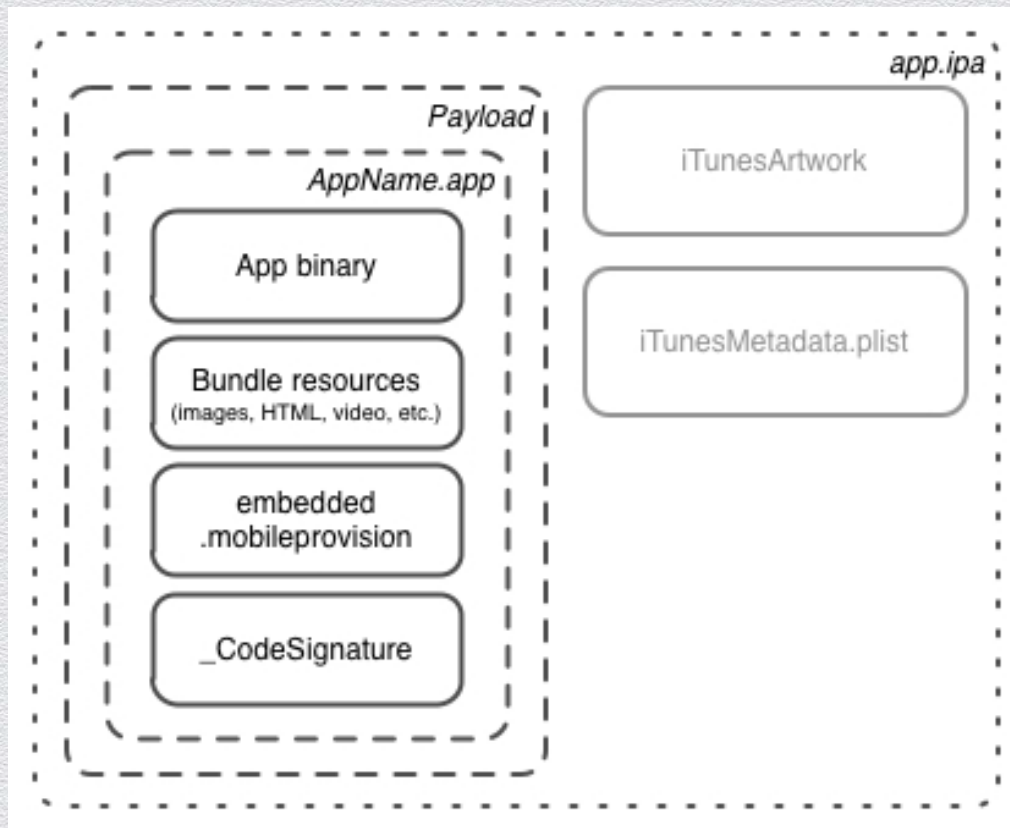 app.ipa
Payload
AppName.app
App binary
Bundle resources
(images, HTML, video, etc.)
embedded
.mobileprovision
_CodeSignature
iTunesArtwork
iTunesMetadata.plist